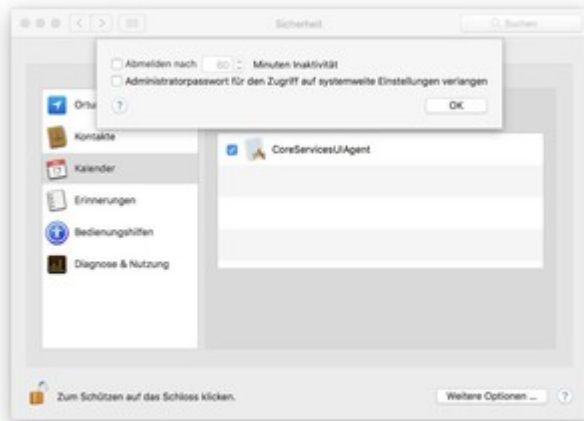 Sicherheit
Suchen
Abmelden nach 60 Minuten Inaktivität
Administratorpasswort für den Zugriff auf systemweite Einstellungen verlangen
OK
Kontakte
CoreServicesUIAgent
Kalender
Erinnerungen
Bedienungshilfen
Diagnose & Nutzung
Zum Schützen auf das Schloss klicken.
Weitere Optionen ...